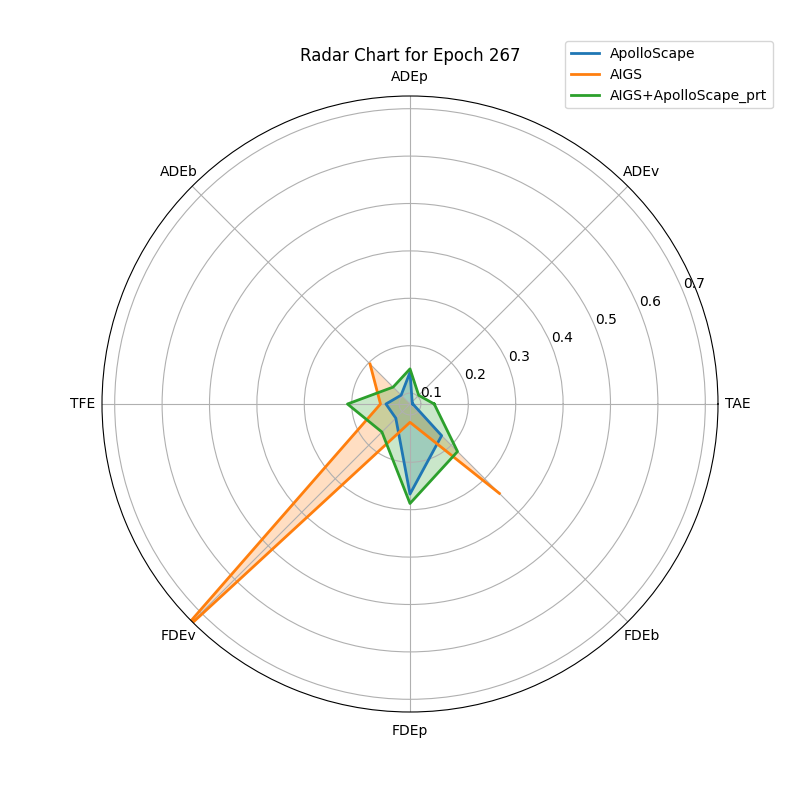 Radar Chart for Epoch 267
ApolloScape
AIGS
AIGS+ApolloScape_prt
ADEp
ADEb
ADEv
0.7
0.6
0.5
0.4
0.3
0.2
0.1
TFE
TAE
FDEv
FDEb
FDEp